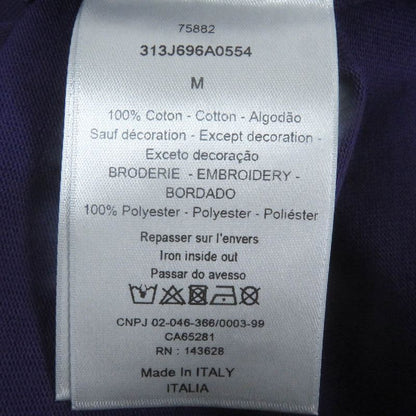 75882
313J696A0554
M
100% Coton - Cotton - Algodão
Sauf décoration - Except decoration -
Exceto decoração
BRODERIE - EMBROIDERY -
BORDADO
100% Polyester - Polyester - Poliéster
Repasser sur l'envers
Iron inside out
Passar do avesso
CNPJ 02-046-366/0003-99
CA65281
RN : 143628
Made In ITALY
ITALIA